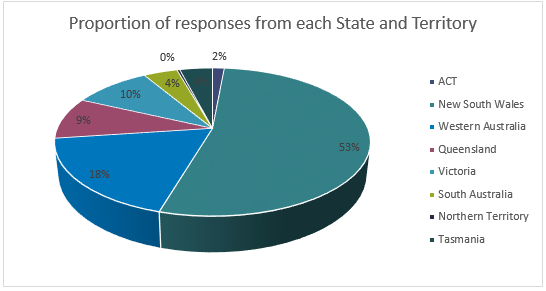 Proportion of responses from each State and Territory
0%
2%
4%
10%
9%
18%
53%
ACT
New South Wales
Western Australia
Queensland
Victoria
South Australia
Northern Territory
Tasmania